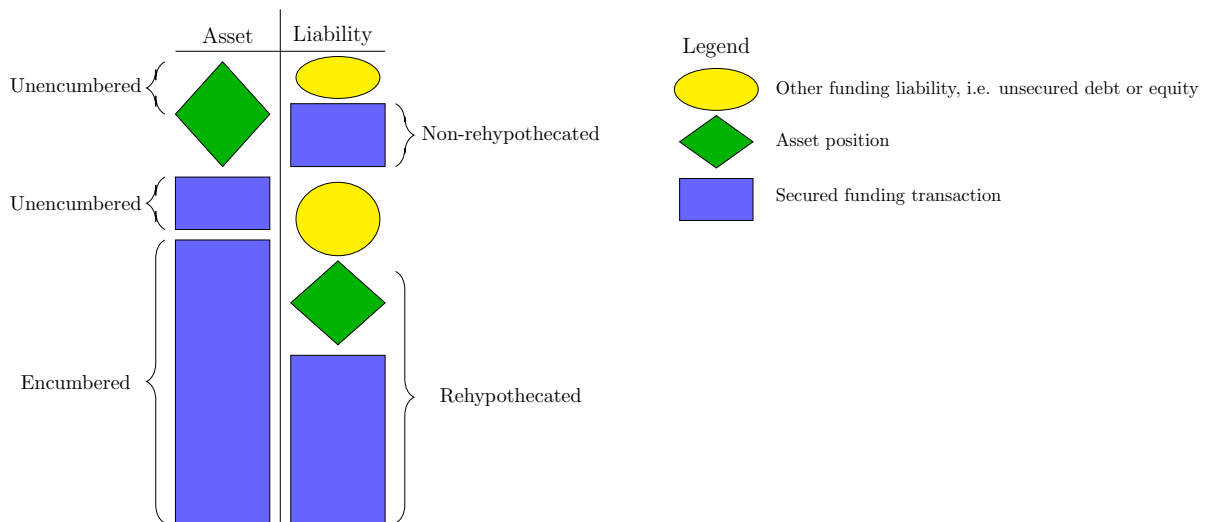 Asset
Liability
Unencumbered
Non-rehypothecated
Unencumbered
Encumbered
Rehypothecated
Legend
Other funding liability, i.e. unsecured debt or equity
Asset position
Secured funding transaction